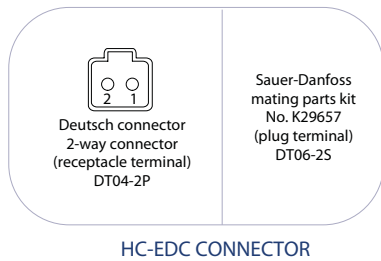 2 1
Deutsch connector
2-way connector
(receptacle terminal)
DT04-2P
Sauer-Danfoss
mating parts kit
No. K29657
(plug terminal)
DT06-2S
HC-EDC CONNECTOR